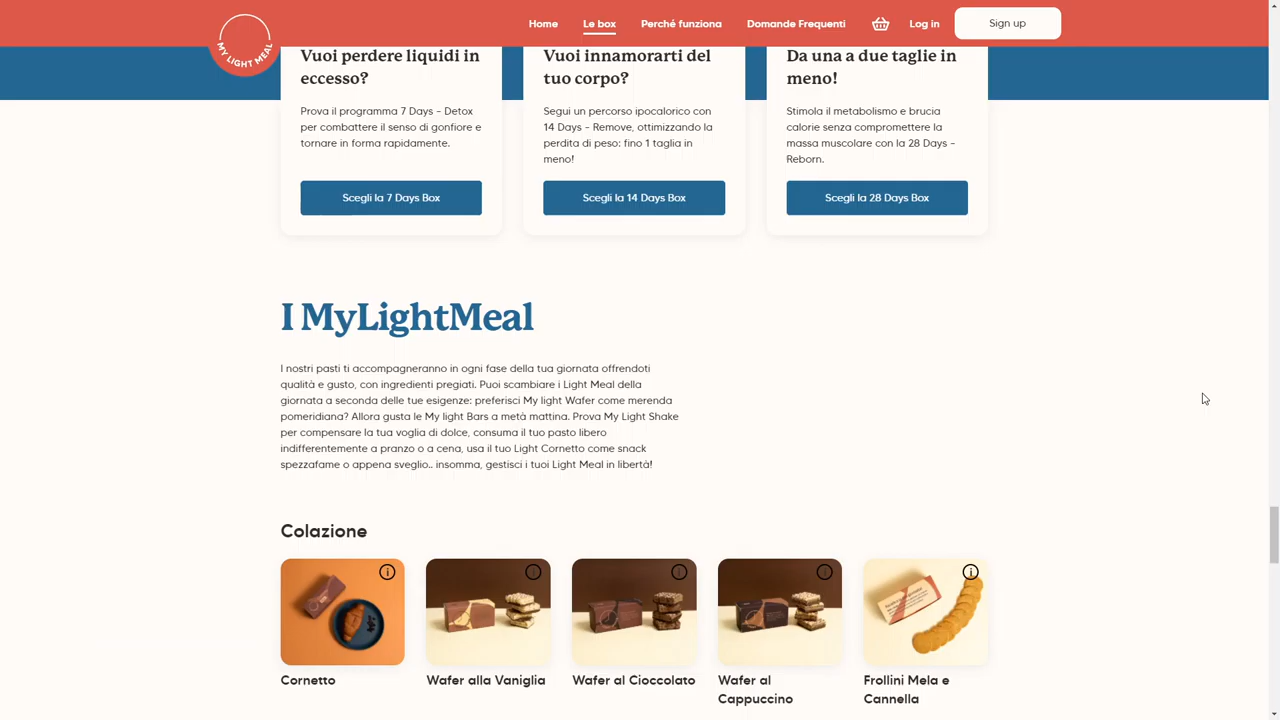 MY LIGHT MEAL
Home
Le box
Perché funziona
Domande Frequenti
Log in
Sign up
Vuoi perdere liquidi in
eccesso?
Prova il programma 7 Days - Detox
per combattere il senso di gonfiore e
tornare in forma rapidamente.
Scegli la 7 Days Box
Vuoi innamorarti del
tuo corpo?
Segui un percorso ipocalorico con
14 Days - Remove, ottimizzando la
perdita di peso: fino 1 taglia in
meno!
Scegli la 14 Days Box
Da una a due taglie in
meno!
Stimola il metabolismo e brucia
calorie senza compromettere la
massa muscolare con la 28 Days -
Reborn.
Scegli la 28 Days Box
I MyLightMeal
I nostri pasti ti accompagneranno in ogni fase della tua giornata offrendoti
qualità e gusto, con ingredienti pregiati. Puoi scambiare i Light Meal della
giornata a seconda delle tue esigenze: preferisci My light Wafer come merenda
pomeridiana? Allora gusta le My light Bars a metà mattina. Prova My Light Shake
per compensare la tua voglia di dolce, consuma il tuo pasto libero
indifferentemente a pranzo o a cena, usa il tuo Light Cornetto come snack
spezzafame o appena sveglio.. insomma, gestisci i tuoi Light Meal in libertà!
Colazione
Cornetto
Wafer alla Vaniglia
Wafer al Cioccolato
Wafer al
Cappuccino
Frollini Mela e
Cannella